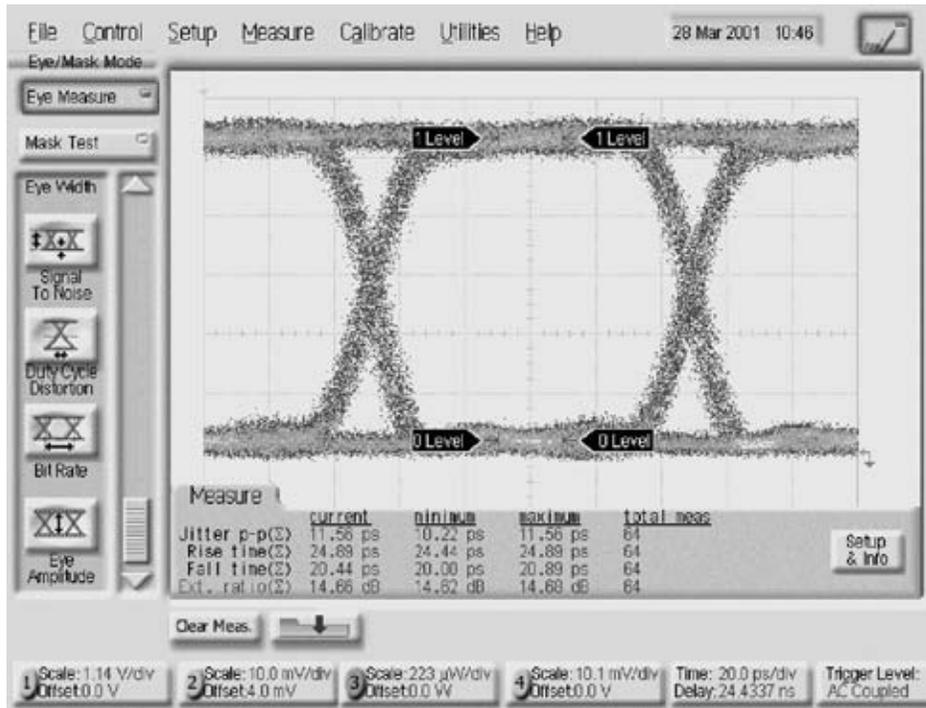 File Control Setup Measure Calibrate Utilities Help 28 Mar 2001 10:46
Eye/Mask Mode
Eye Measure
Mask Test
Eye Width
Signal
To Noise
Duty Cycle
Distortion
Bit Rate
Eye
Amplitude
1 Level 1 Level
0 Level 0 Level
Measure
current minimum maximum total meas
Jitter p-p(Σ) 11.56 ps 10.22 ps 11.56 ps 64
Rise time(Σ) 24.89 ps 24.44 ps 24.89 ps 64
Fall time(Σ) 20.44 ps 20.00 ps 20.89 ps 64
Ext. ratio(Σ) 14.66 dB 14.62 dB 14.68 dB 64
Setup
& Info
Clear Meas.
1 Scale:1.14 V/div
Offset:0.0 V
2 Scale:10.0 mV/div
Offset:4.0 mV
3 Scale:223 µW/div
Offset:0.0 W
4 Scale:10.1 mV/div
Offset:0.0 V
Time: 20.0 ps/div
Delay:24.4337 ns
Trigger Level:
AC Coupled